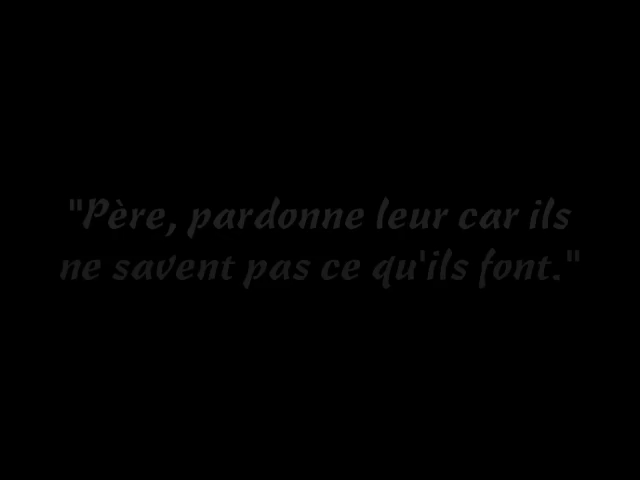 "Père, pardonne leur car ils
ne savent pas ce qu'ils font."